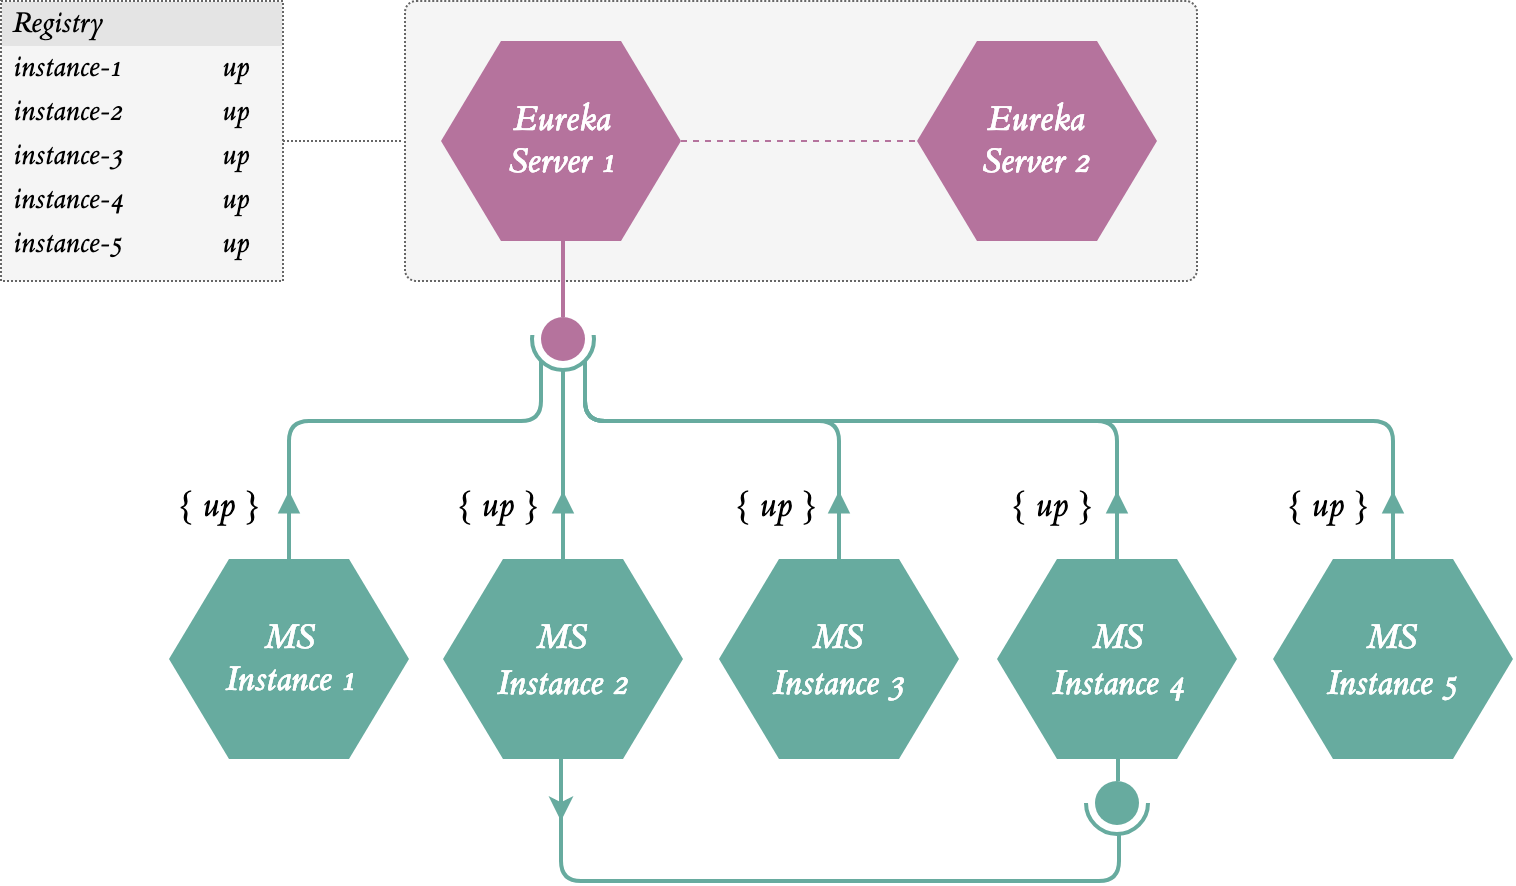 Registry
instance-1 up
instance-2 up
instance-3 up
instance-4 up
instance-5 up
Eureka
Server 1
Eureka
Server 2
{ up }
{ up }
{ up }
{ up }
{ up }
MS
Instance 1
MS
Instance 2
MS
Instance 3
MS
Instance 4
MS
Instance 5